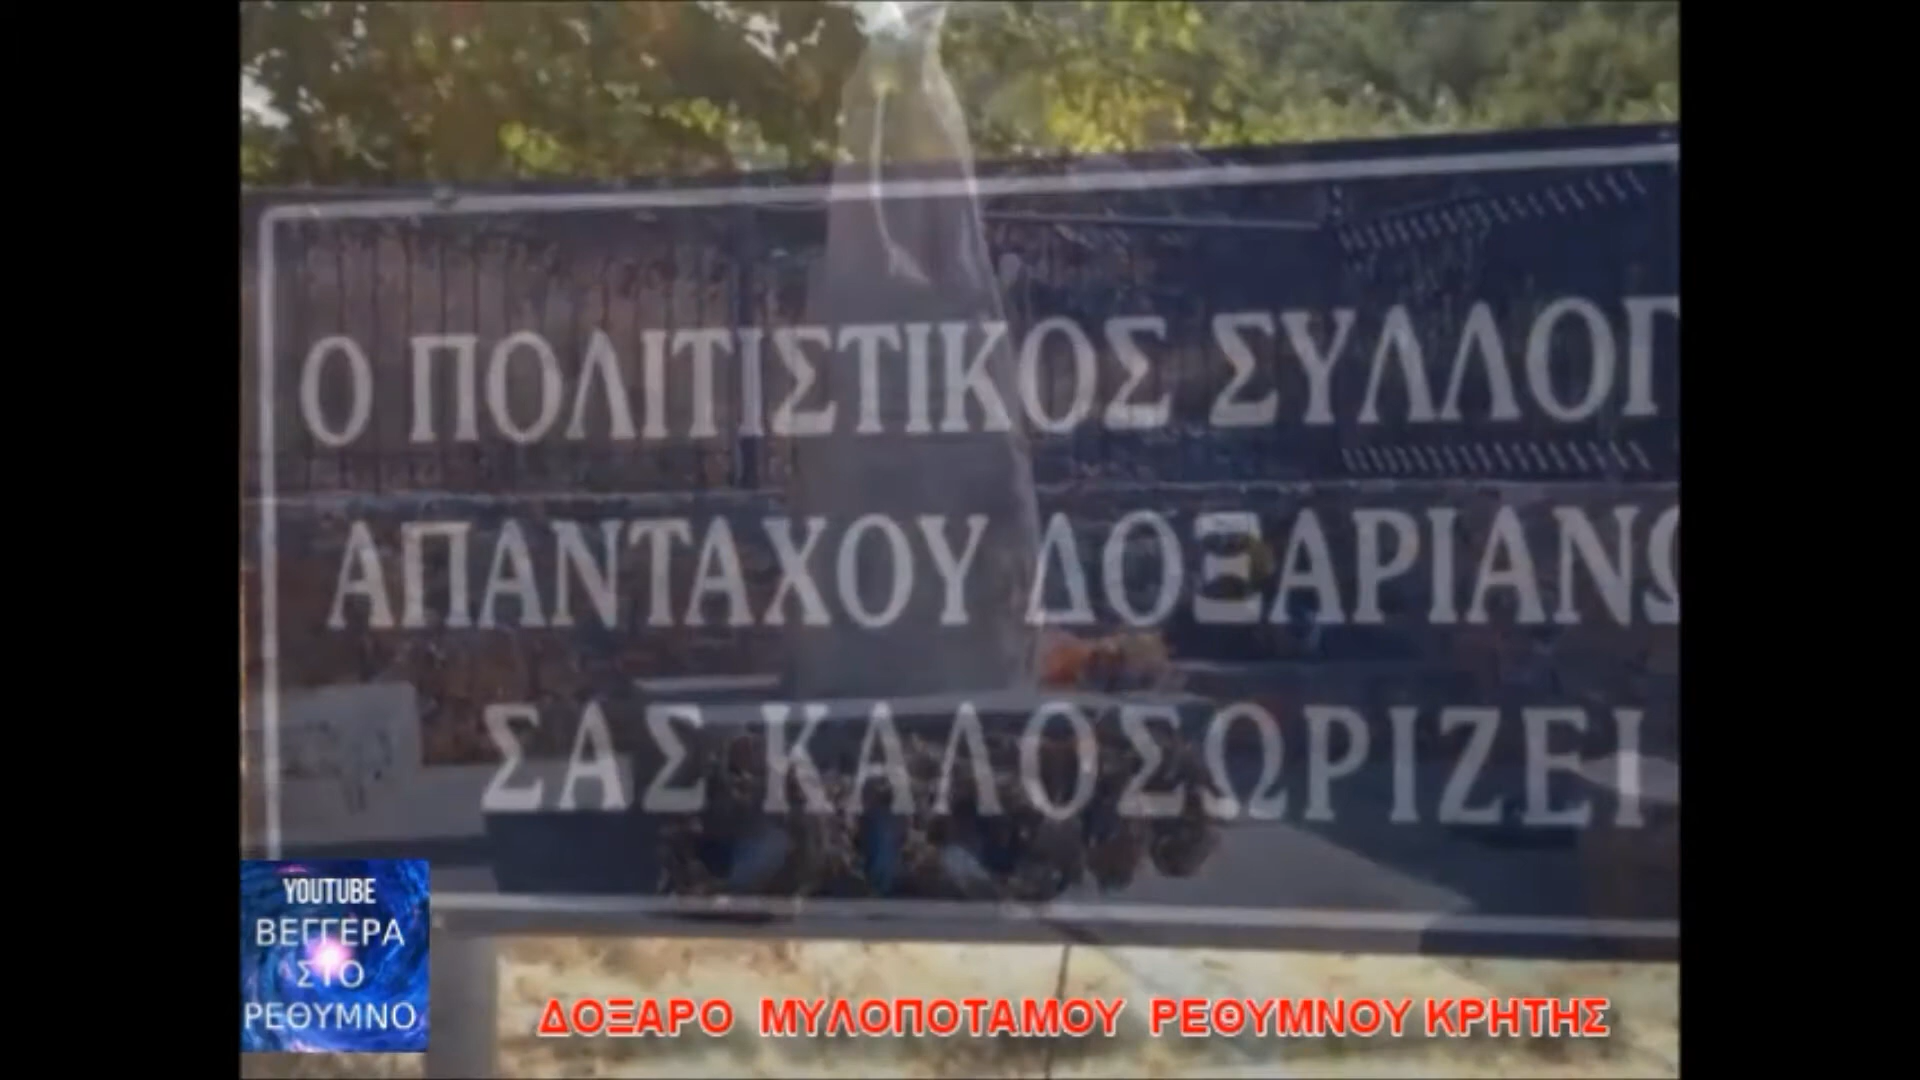 Ο ΠΟΛΙΤΙΣΤΙΚΟΣ ΣΥΛΛΟΓ
ΑΠΑΝΤΑΧΟΥ ΔΟΞΑΡΙΑΝΩ
ΣΑΣ ΚΑΛΟΣΩΡΙΖΕΙ
YOUTUBE
ΒΕΓΓΕΡΑ
ΣΤΟ
ΡΕΘΥΜΝΟ
ΔΟΞΑΡΟ ΜΥΛΟΠΟΤΑΜΟΥ ΡΕΘΥΜΝΟΥ ΚΡΗΤΗΣ